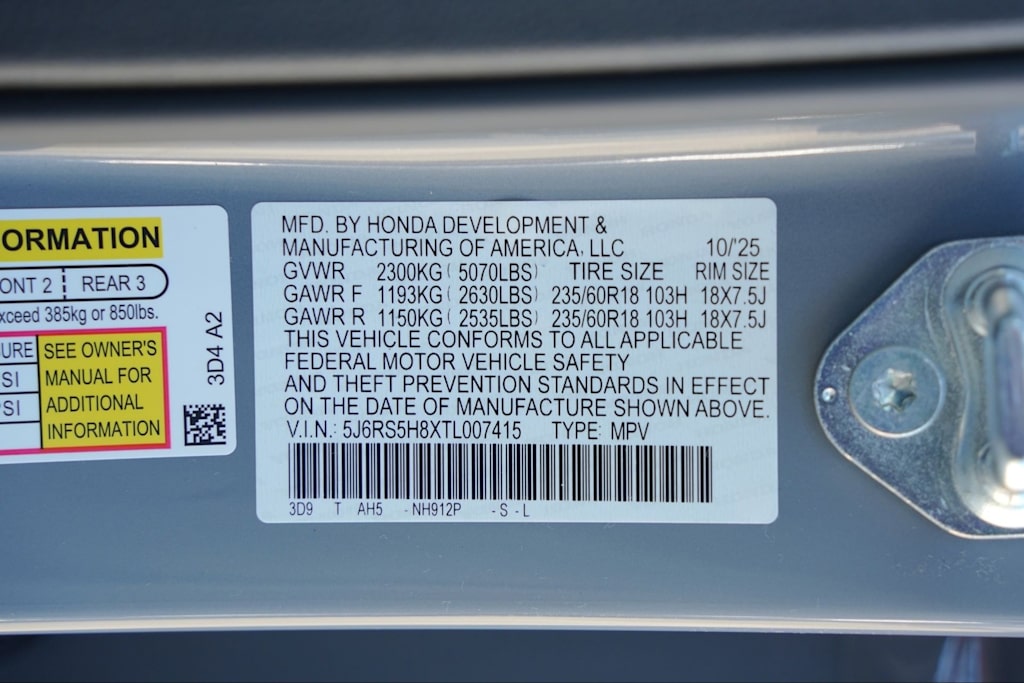 ORMATION
ONT 2 REAR 3
xceed 385kg or 850lbs.
URE
SI
PSI
SEE OWNER'S
MANUAL FOR
ADDITIONAL
INFORMATION
3D4 A2
MFD. BY HONDA DEVELOPMENT &
MANUFACTURING OF AMERICA, LLC 10/'25
GVWR 2300KG ( 5070LBS) TIRE SIZE RIM SIZE
GAWR F 1193KG ( 2630LBS) 235/60R18 103H 18X7.5J
GAWR R 1150KG ( 2535LBS) 235/60R18 103H 18X7.5J
THIS VEHICLE CONFORMS TO ALL APPLICABLE
FEDERAL MOTOR VEHICLE SAFETY
AND THEFT PREVENTION STANDARDS IN EFFECT
ON THE DATE OF MANUFACTURE SHOWN ABOVE.
V.I.N.: 5J6RS5H8XTL007415 TYPE: MPV
3D9 T AH5 -NH912P -S-L